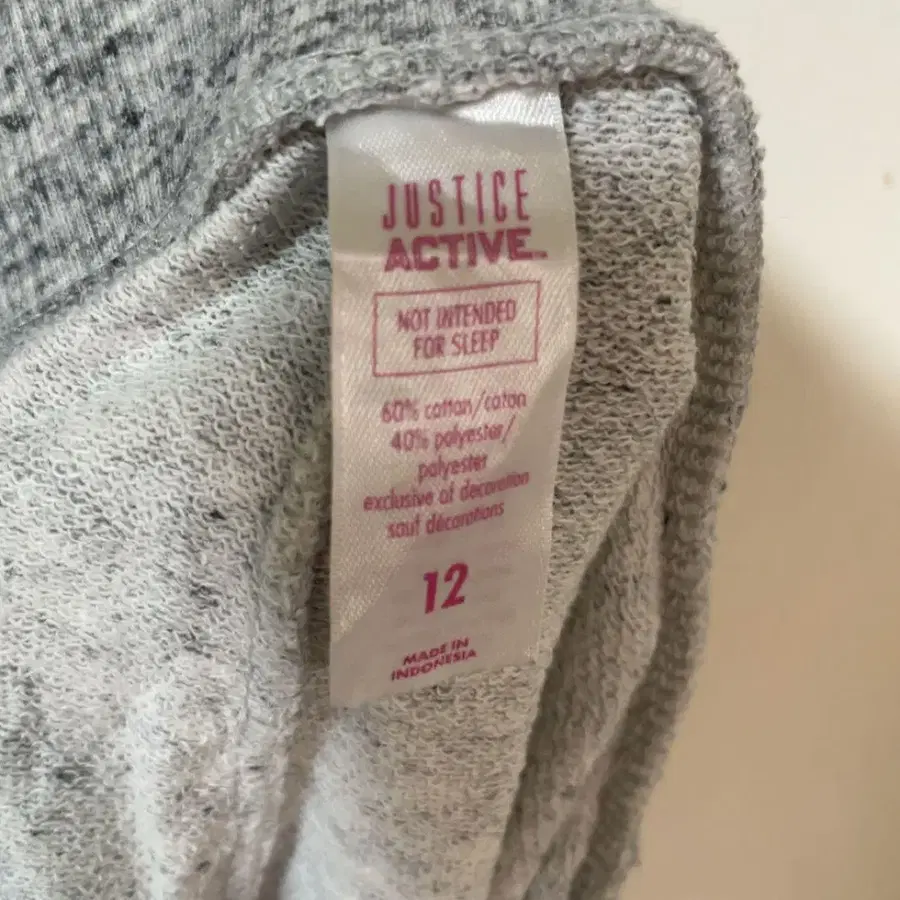 JUSTICE
ACTIVE™
NOT INTENDED
FOR SLEEP
60% cotton/coton
40% polyester/
polyester
exclusive of decoration
sauf décorations
12
MADE IN
INDONESIA